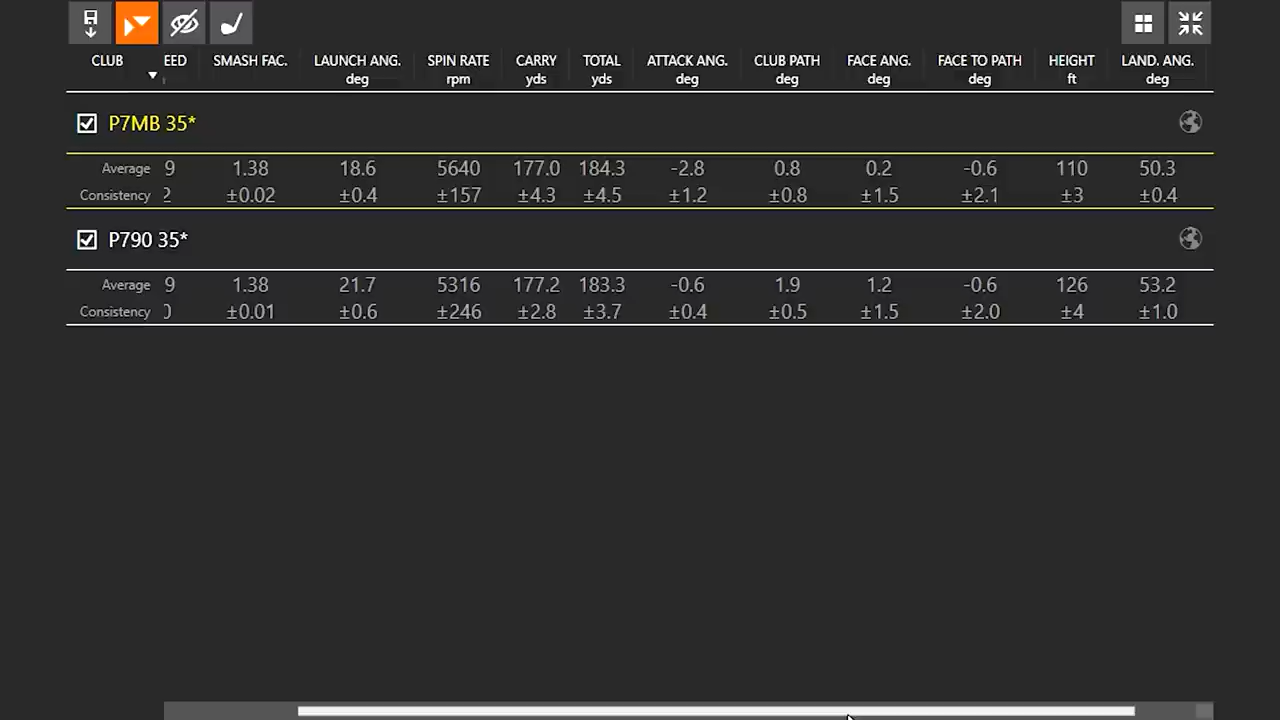 CLUB EED SMASH FAC. LAUNCH ANG. SPIN RATE CARRY TOTAL ATTACK ANG. CLUB PATH FACE ANG. FACE TO PATH HEIGHT LAND. ANG.
deg rpm yds yds deg deg deg deg ft deg
P7MB 35*
Average 9 1.38 18.6 5640 177.0 184.3 -2.8 0.8 0.2 -0.6 110 50.3
Consistency 2 ±0.02 ±0.4 ±157 ±4.3 ±4.5 ±1.2 ±0.8 ±1.5 ±2.1 ±3 ±0.4
P790 35*
Average 9 1.38 21.7 5316 177.2 183.3 -0.6 1.9 1.2 -0.6 126 53.2
Consistency ±0.01 ±0.6 ±246 ±2.8 ±3.7 ±0.4 ±0.5 ±1.5 ±2.0 ±4 ±1.0